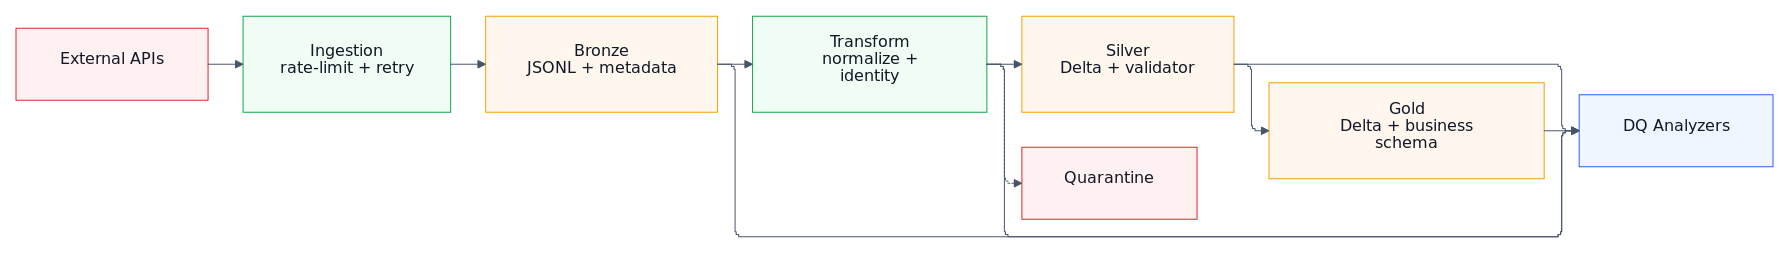 External APIs
Ingestion
rate-limit + retry
Bronze
JSONL + metadata
Transform
normalize +
identity
Silver
Delta + validator
Quarantine
Gold
Delta + business
schema
DQ Analyzers